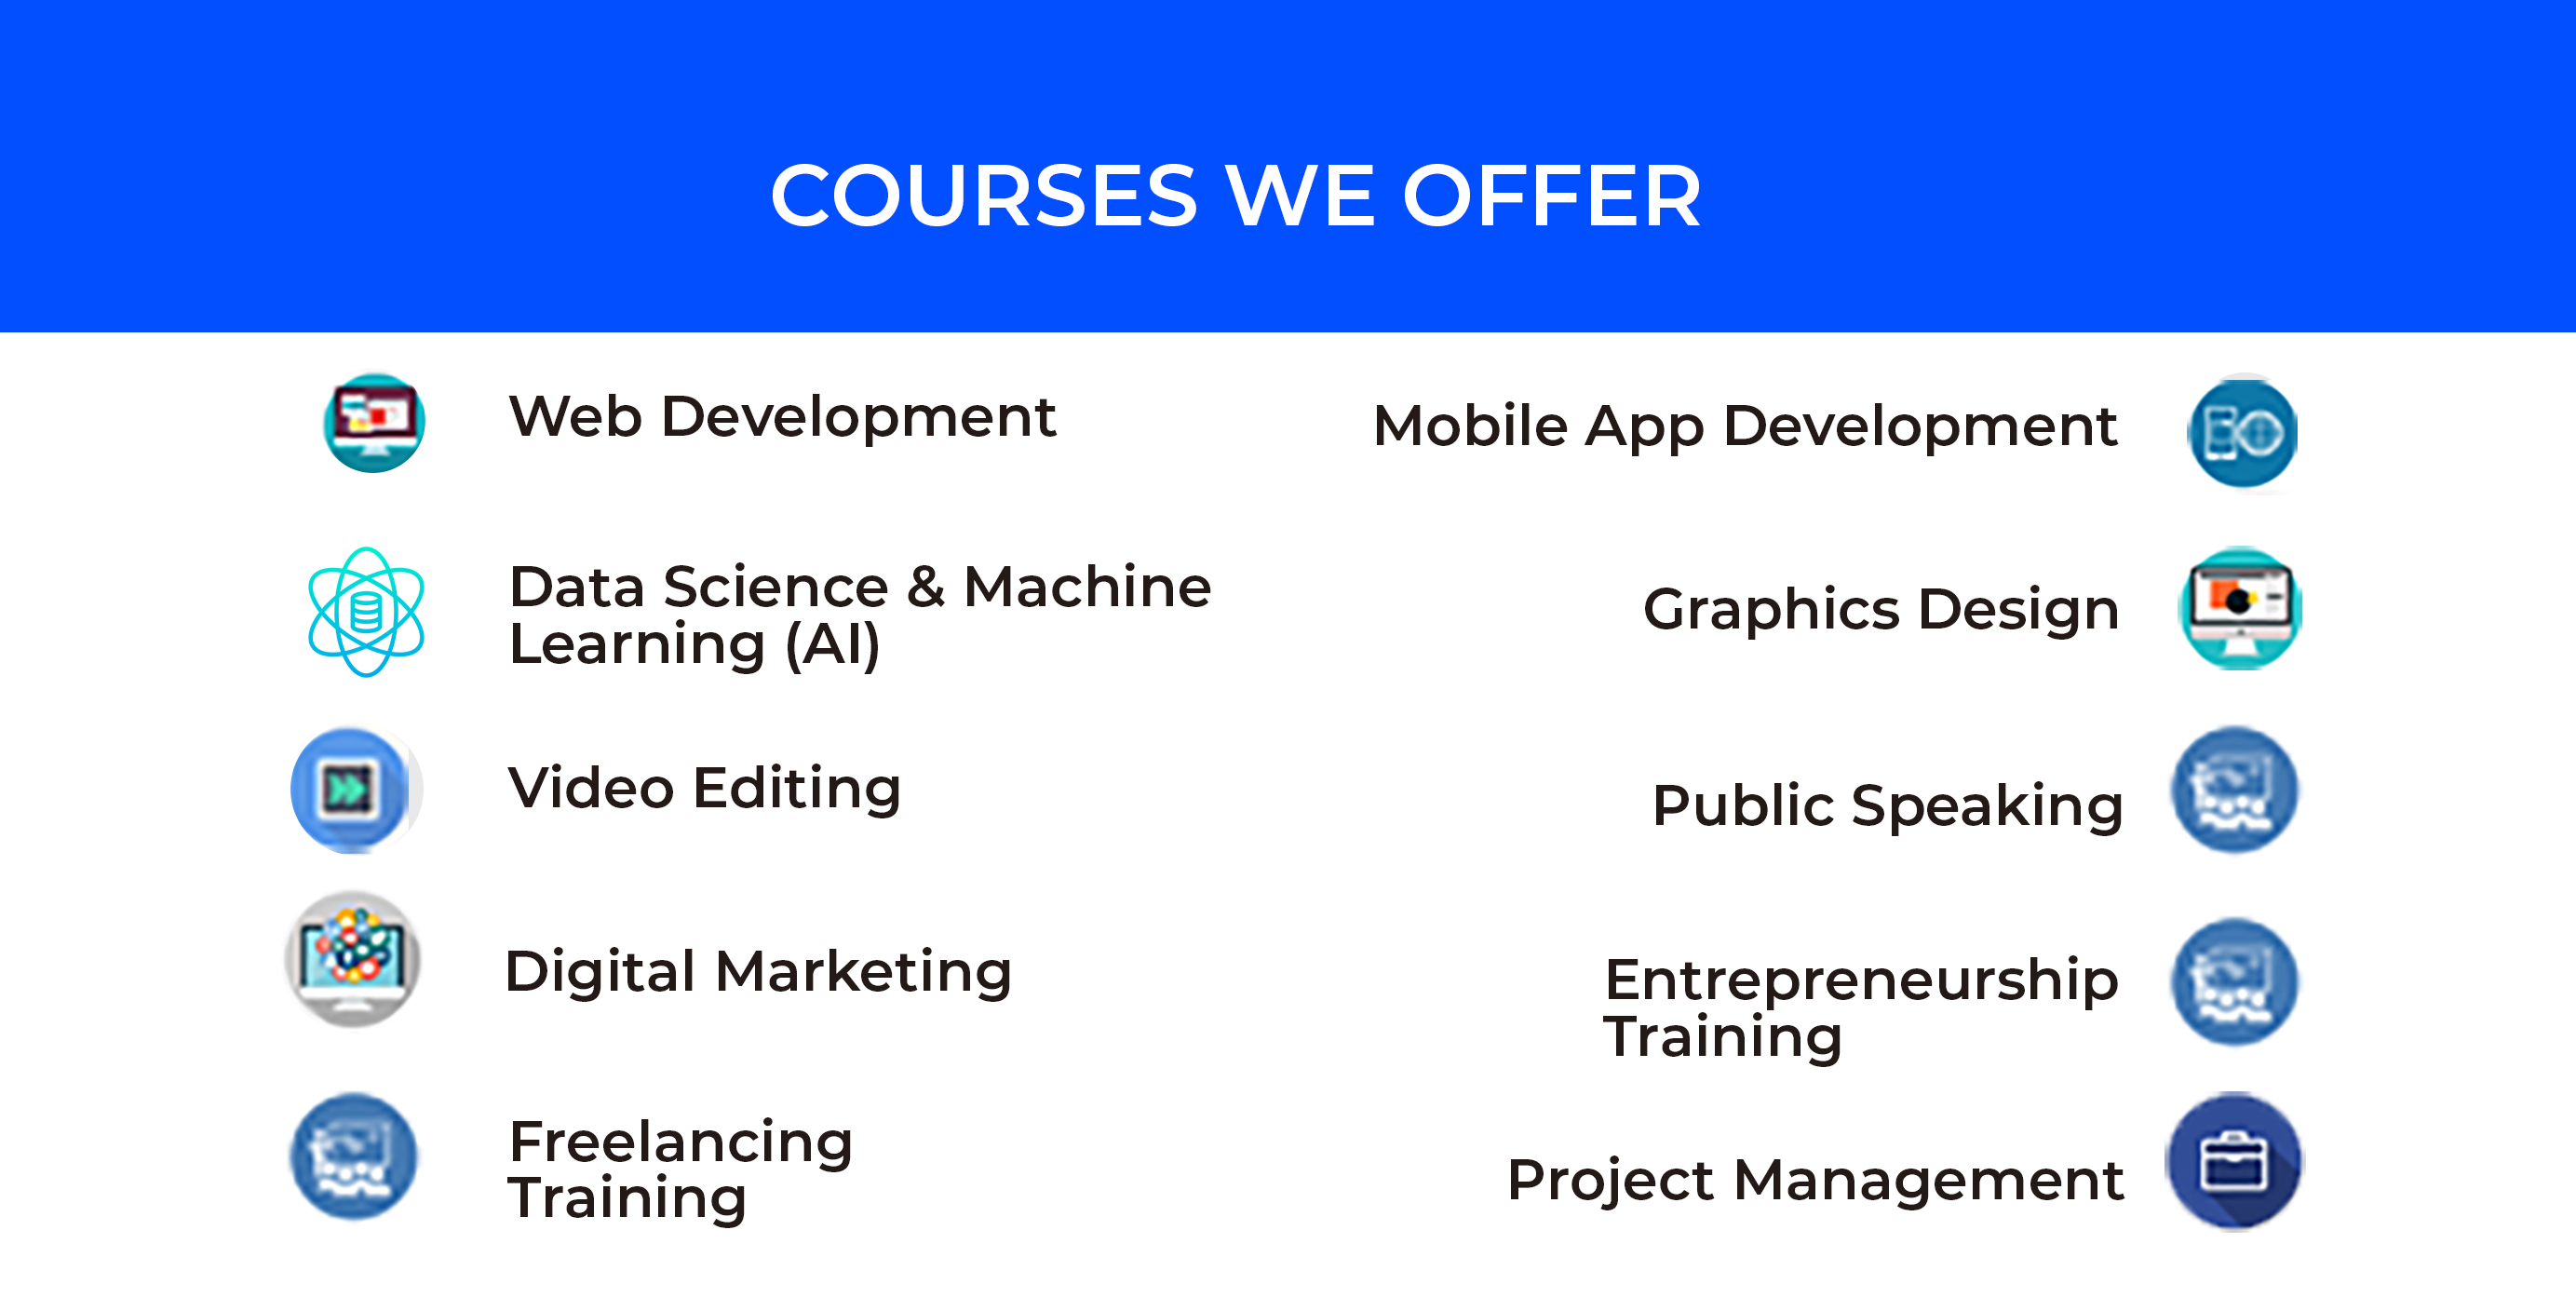 COURSES WE OFFER
Web Development
Data Science & Machine
Learning (AI)
Video Editing
Digital Marketing
Freelancing
Training
Mobile App Development
Graphics Design
Public Speaking
Entrepreneurship
Training
Project Management